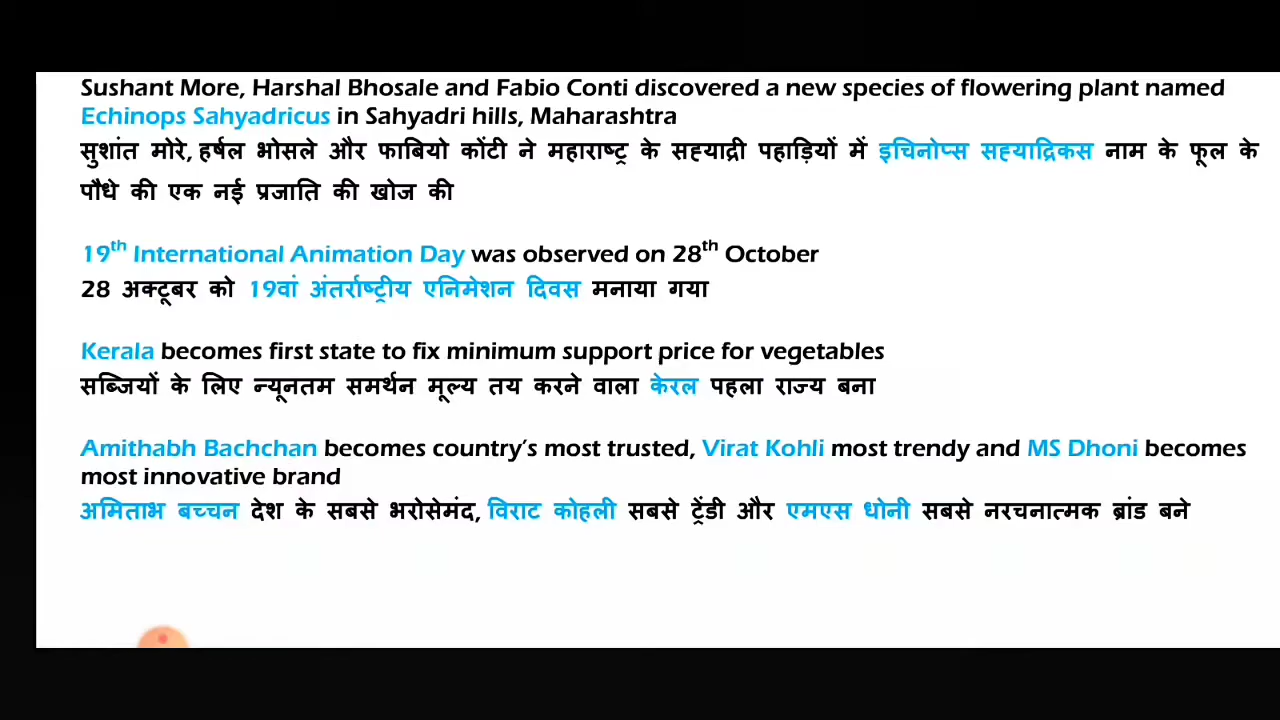 Sushant More, Harshal Bhosale and Fabio Conti discovered a new species of flowering plant named
Echinops Sahyadricus in Sahyadri hills, Maharashtra
सुशांत मोरे, हर्षल भोसले और फाबियो कोंटी ने महाराष्ट्र के सह्याद्री पहाड़ियों में इचिनोप्स सह्याद्रिकस नाम के फूल के
पौधे की एक नई प्रजाति की खोज की
19th International Animation Day was observed on 28th October
28 अक्टूबर को 19वां अंतर्राष्ट्रीय एनिमेशन दिवस मनाया गया
Kerala becomes first state to fix minimum support price for vegetables
सब्जियों के लिए न्यूनतम समर्थन मूल्य तय करने वाला केरल पहला राज्य बना
Amithabh Bachchan becomes country's most trusted, Virat Kohli most trendy and MS Dhoni becomes
most innovative brand
अमिताभ बच्चन देश के सबसे भरोसेमंद, विराट कोहली सबसे ट्रेंडी और एमएस धोनी सबसे नरचनात्मक ब्रांड बने